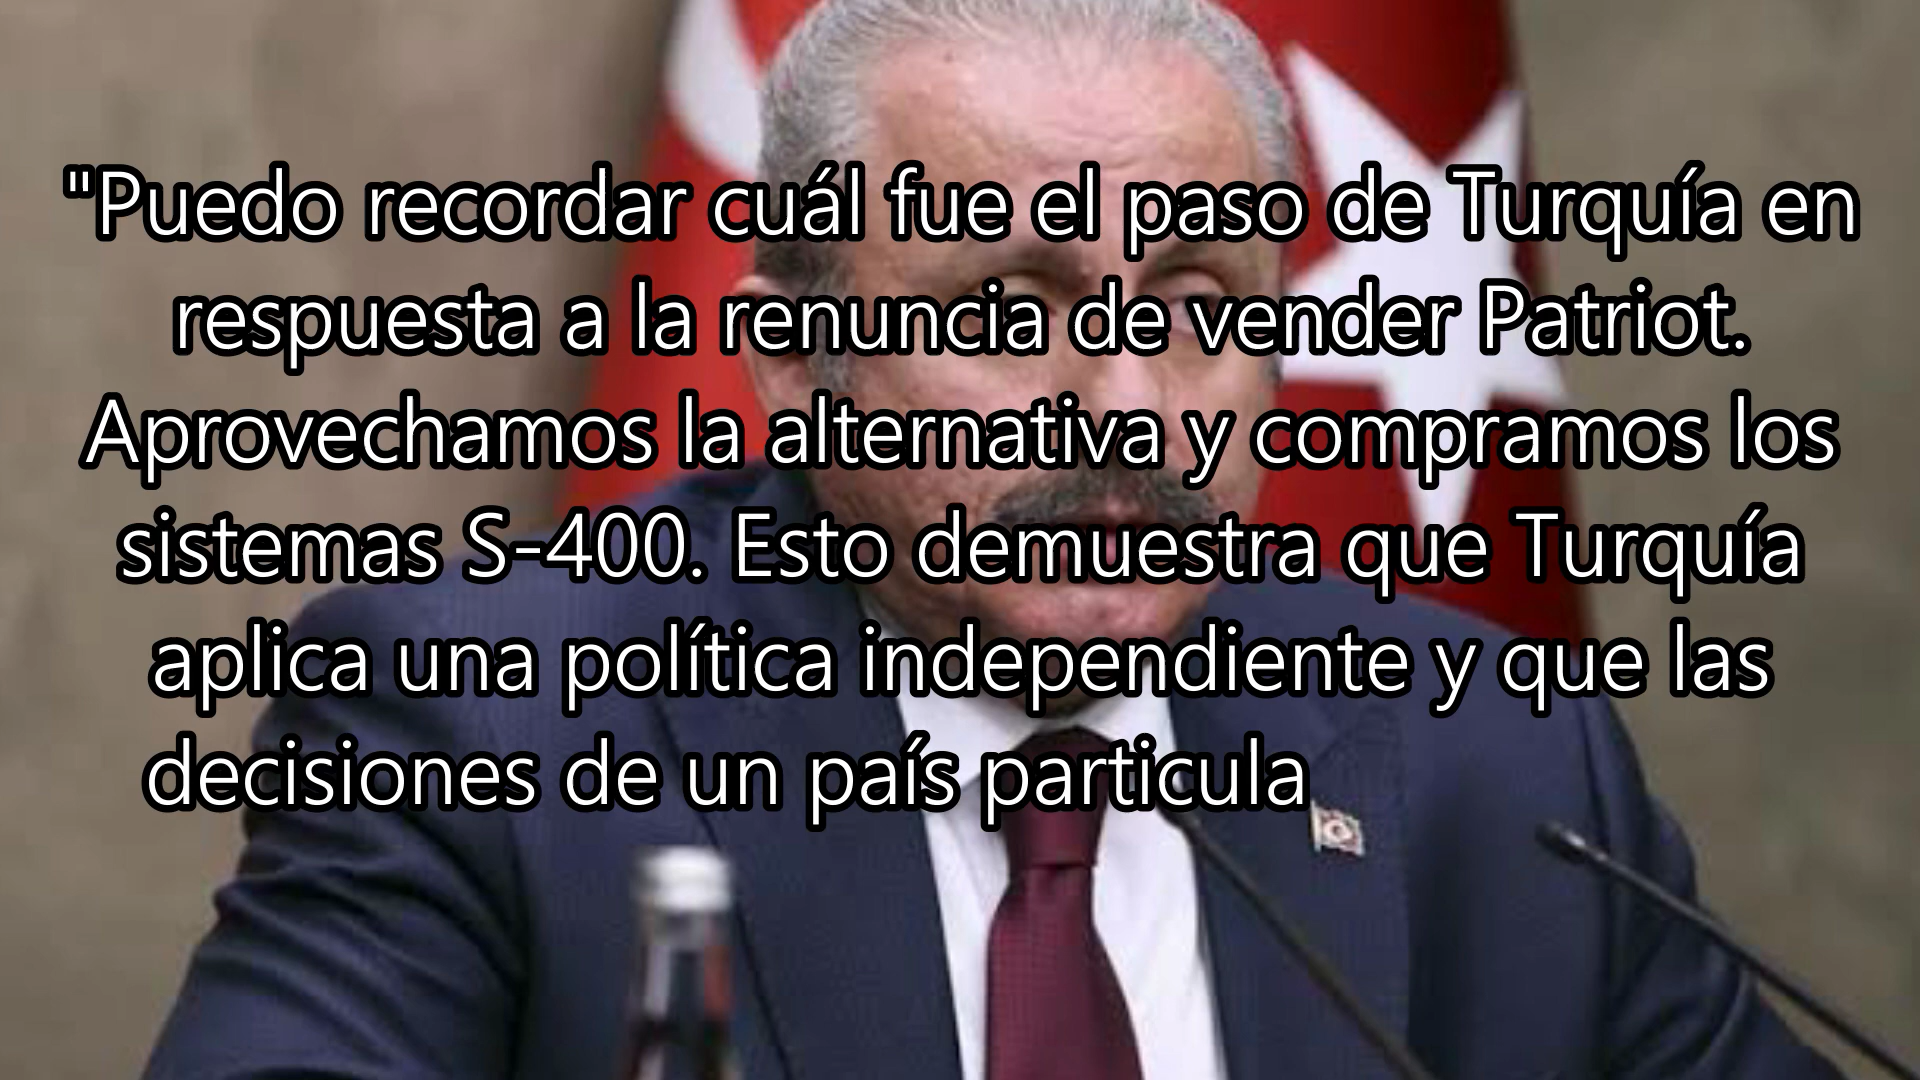 "Puedo recordar cuál fue el paso de Turquía en
respuesta a la renuncia de vender Patriot.
Aprovechamos la alternativa y compramos los
sistemas S-400. Esto demuestra que Turquía
aplica una política independiente y que las
decisiones de un país particula